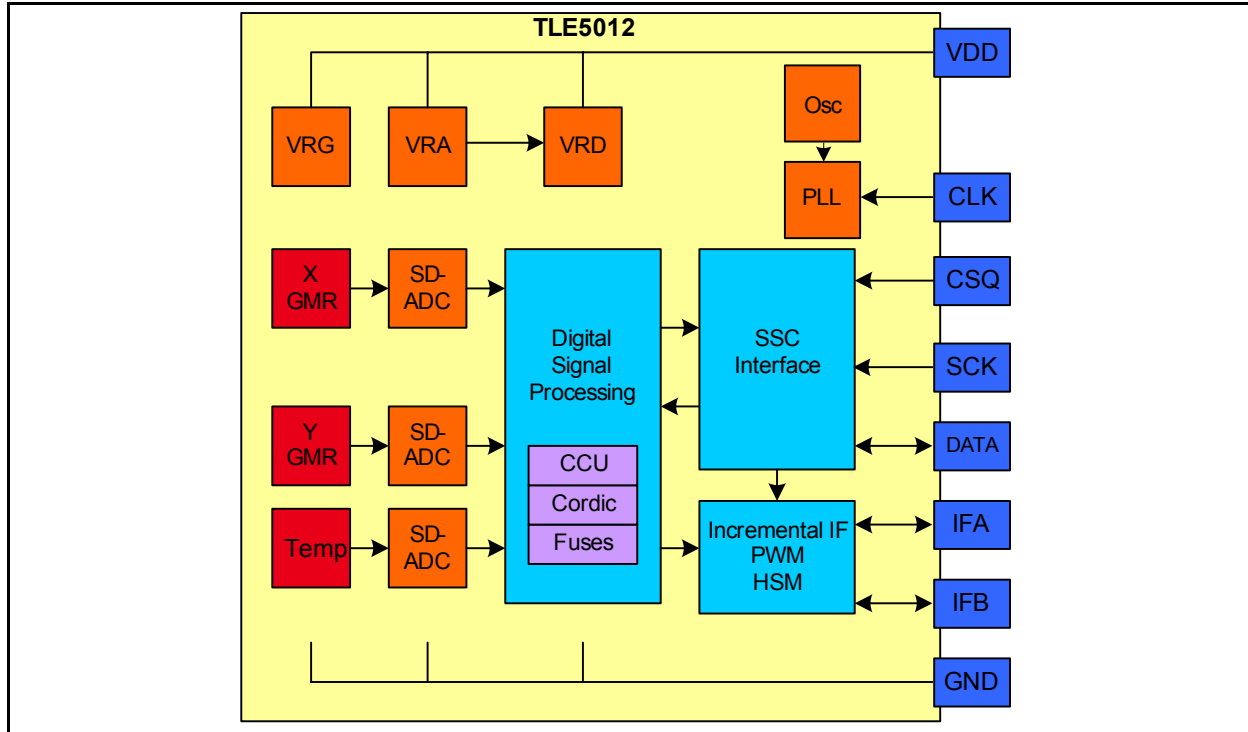 TLE5012
VDD
Osc
VRG
VRA
VRD
PLL
CLK
X
GMR
SD-
ADC
CSQ
Digital
Signal
Processing
SSC
Interface
SCK
Y
GMR
SD-
ADC
DATA
CCU
Cordic
Fuses
Temp
SD-
ADC
Incremental IF
PWM
HSM
IFA
IFB
GND